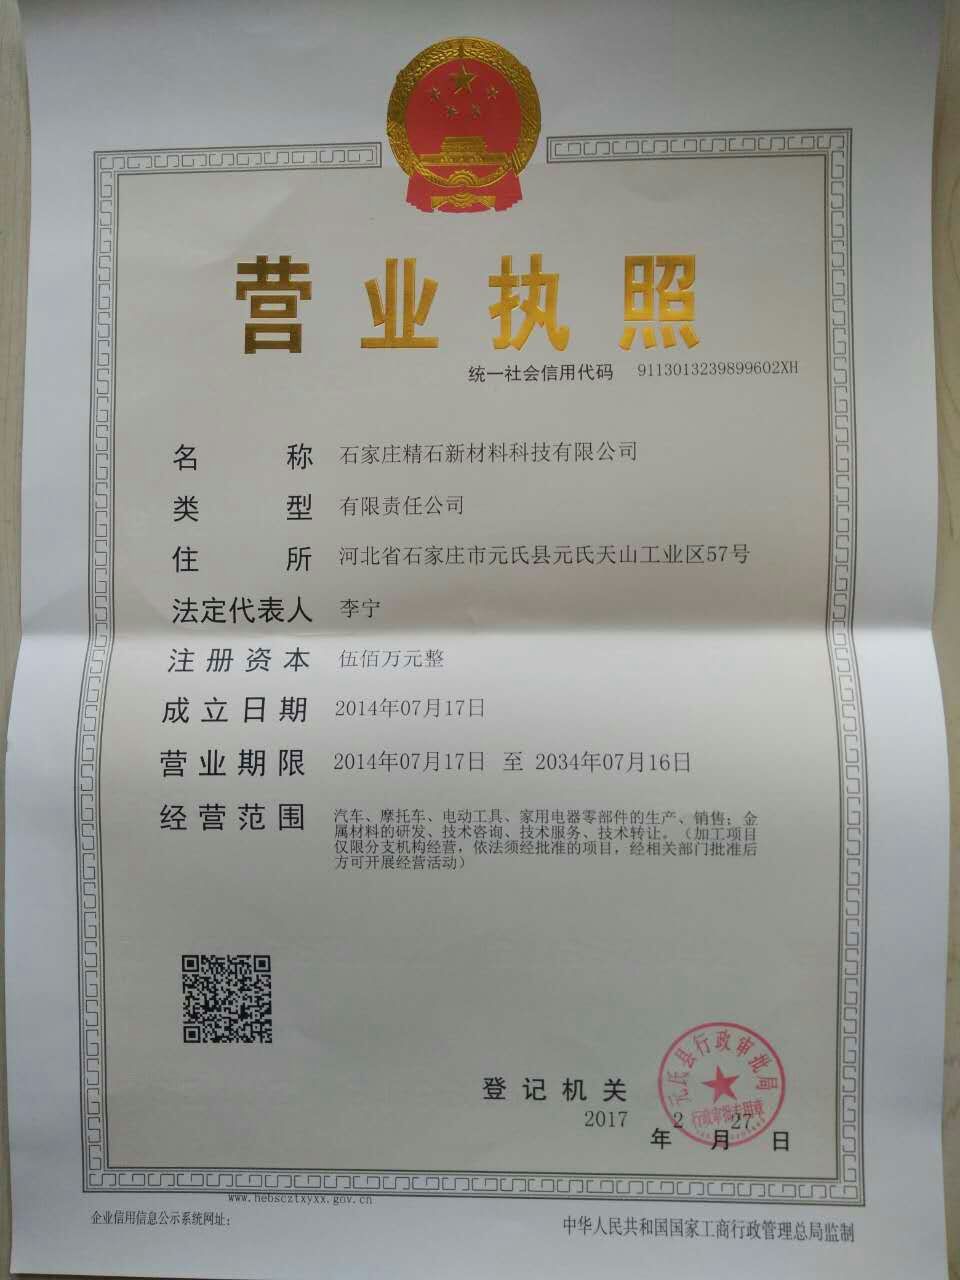 营业执照
统一社会信用代码 9113013239899602XH
名称 石家庄精石新材料科技有限公司
类型 有限责任公司
住所 河北省石家庄市元氏县元氏天山工业区57号
法定代表人 李宁
注册资本 伍佰万元整
成立日期 2014年07月17日
营业期限 2014年07月17日 至 2034年07月16日
经营范围 汽车、摩托车、电动工具、家用电器零部件的生产、销售;金
属材料的研发、技术咨询、技术服务、技术转让。(加工项目
仅限分支机构经营,依法须经批准的项目,经相关部门批准后
方可开展经营活动)
登记机关
元氏县行政审批局
行政审批专用章
2017年2月27日
www.hebscztxyxx.gov.cn
企业信用信息公示系统网址:
中华人民共和国国家工商行政管理总局监制